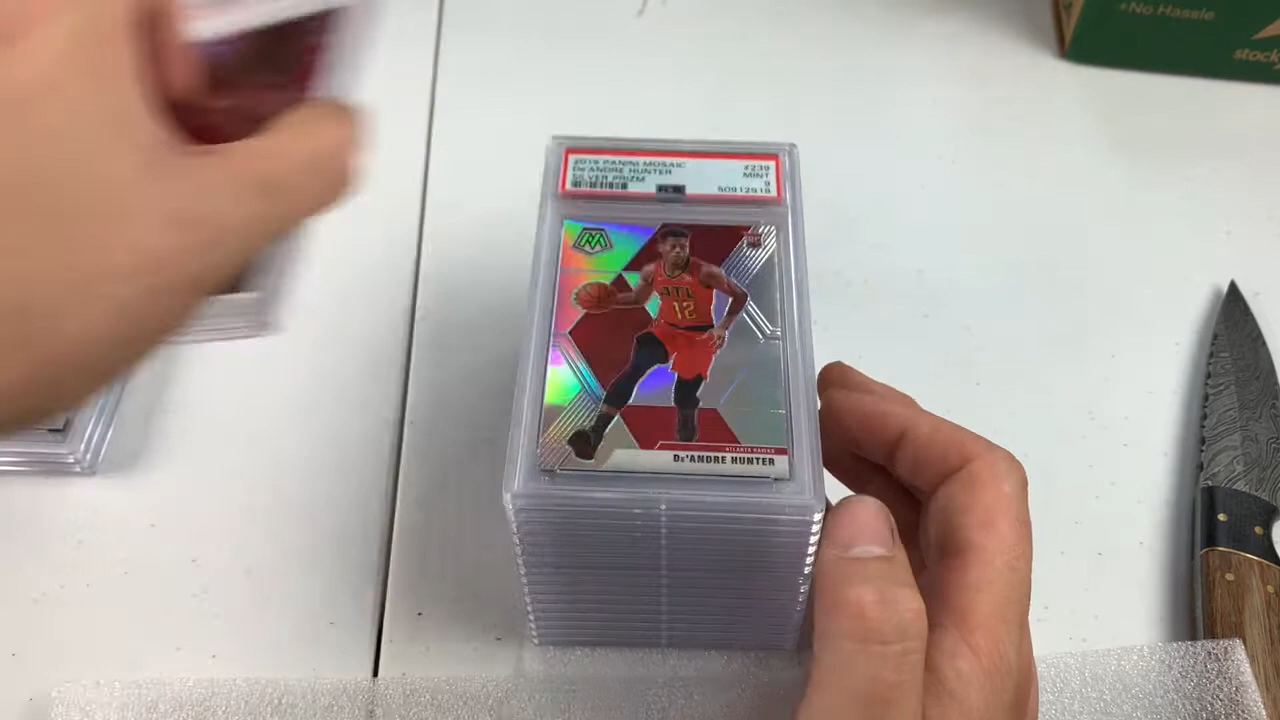 +No Hassle
stock
2019 PANINI MOSAIC #239
DE'ANDRE HUNTER MINT
SILVER PRIZM 9
50912918
RC
ATL
12
ATLANTA HAWKS
DE'ANDRE HUNTER